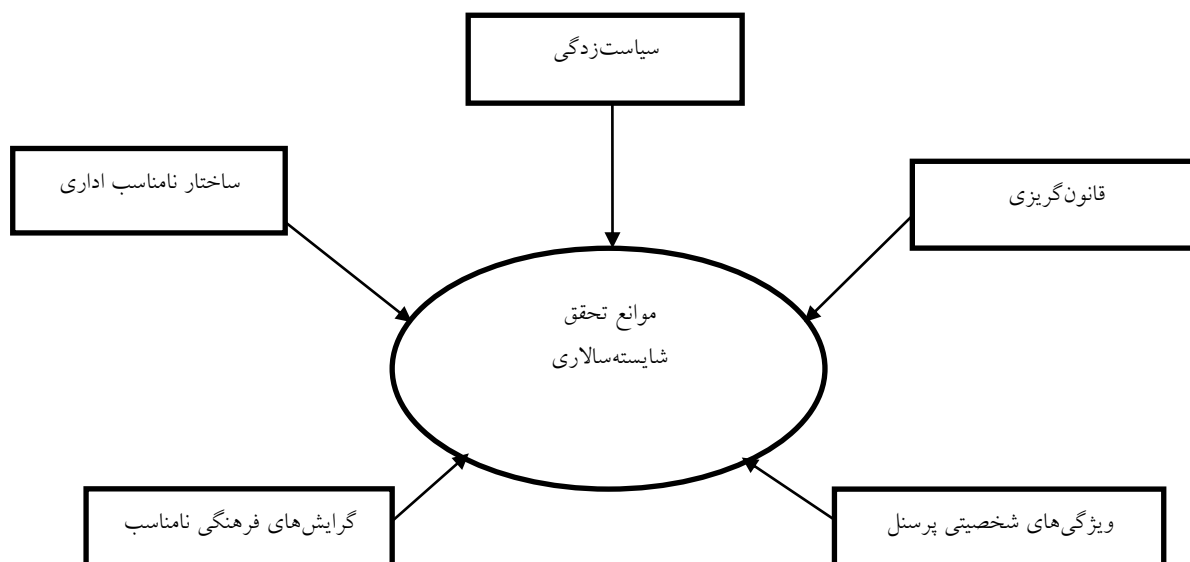 سیاست‌زدگی
قانون‌گریزی
ساختار نامناسب اداری
موانع تحقق
شایسته‌سالاری
ویژگی‌های شخصیتی پرسنل
گرایش‌های فرهنگی نامناسب